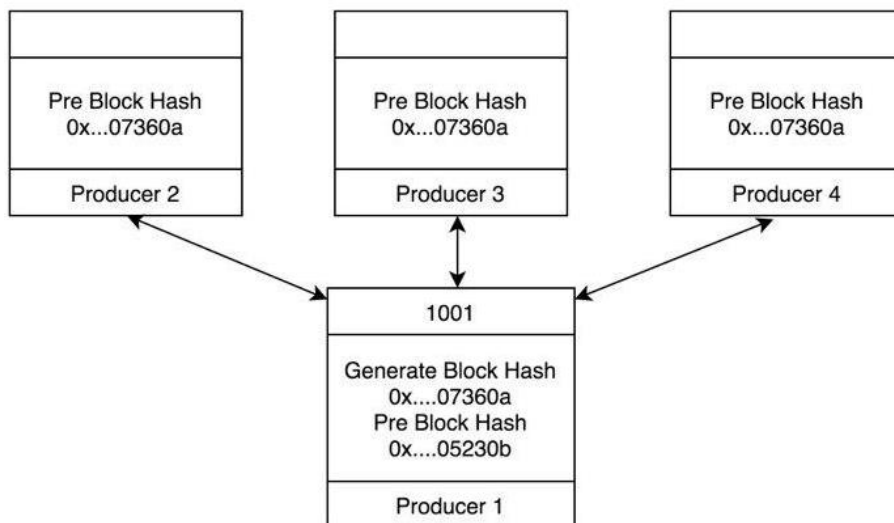 Pre Block Hash
0x...07360a
Producer 2
Pre Block Hash
0x...07360a
Producer 3
Pre Block Hash
0x...07360a
Producer 4
1001
Generate Block Hash
0x....07360a
Pre Block Hash
0x....05230b
Producer 1